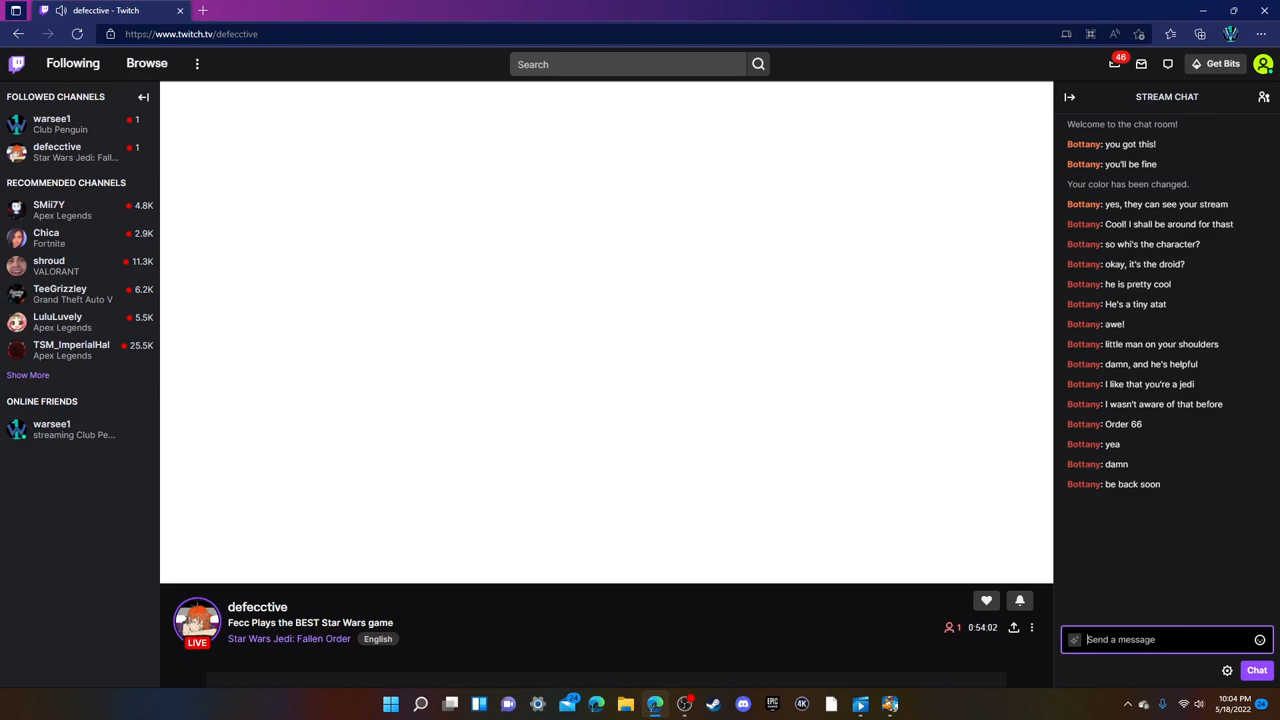 defecctive - Twitch
https://www.twitch.tv/defecctive
Following
Browse
Search
46
Get Bits
FOLLOWED CHANNELS
warsee1
1
Club Penguin
defecctive
1
Star Wars Jedi: Fall...
RECOMMENDED CHANNELS
SMii7Y
4.8K
Apex Legends
Chica
2.9K
Fortnite
shroud
11.3K
VALORANT
TeeGrizzley
6.2K
Grand Theft Auto V
LuluLuvely
5.5K
Apex Legends
TSM_ImperialHal
25.5K
Apex Legends
Show More
ONLINE FRIENDS
warsee1
streaming Club Pe...
defecctive
Fecc Plays the BEST Star Wars game
Star Wars Jedi: Fallen Order
English
LIVE
1
0:54:02
STREAM CHAT
Welcome to the chat room!
Bottany: you got this!
Bottany: you'll be fine
Your color has been changed.
Bottany: yes, they can see your stream
Bottany: Cool! I shall be around for thast
Bottany: so whi's the character?
Bottany: okay, it's the droid?
Bottany: he is pretty cool
Bottany: He's a tiny atat
Bottany: awe!
Bottany: little man on your shoulders
Bottany: damn, and he's helpful
Bottany: I like that you're a jedi
Bottany: I wasn't aware of that before
Bottany: Order 66
Bottany: yea
Bottany: damn
Bottany: be back soon
Send a message
Chat
24
4K
10:04 PM
5/18/2022
24